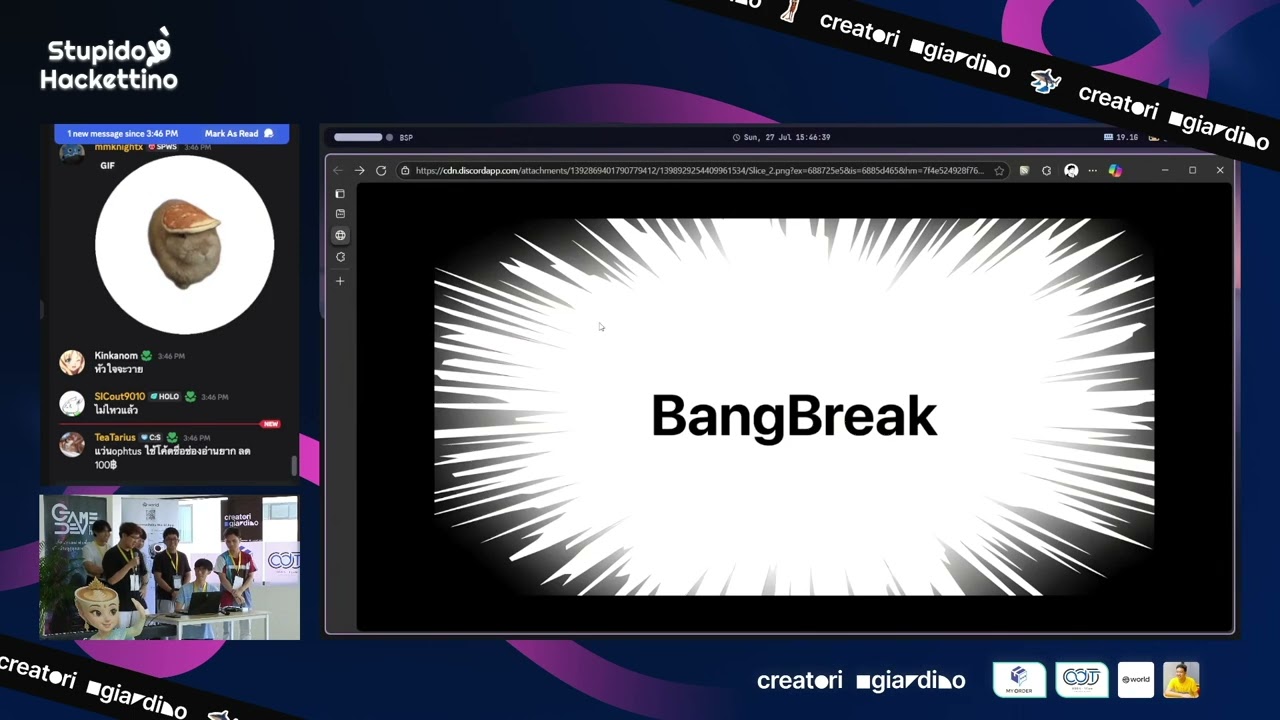 Stupido
Hackettino
creatori giardino
creatori giardino
1 new message since 3:46 PM Mark As Read
mmknightx SPWS 3:46 PM
GIF
Kinkanom 3:46 PM
หัวใจจะวาย
SICout9010 HOLO 3:46 PM
ไม่ไหวแล้ว
NEW
TeaTarius C:S 3:46 PM
แว่นophtus ใช้โค้ดชื่อช่องอ่านยาก ลด
100฿
BSP
Sun, 27 Jul 15:46:39
19.1G
https://cdn.discordapp.com/attachments/1392869401790779412/1398929254409961534/Slice_2.png?ex=688725e5&is=6885d465&hm=7f4e524928f76...
BangBreak
GAME
DEV
world
creatori
giardino
creatori giardino
creatori giardino
MY ORDER
world